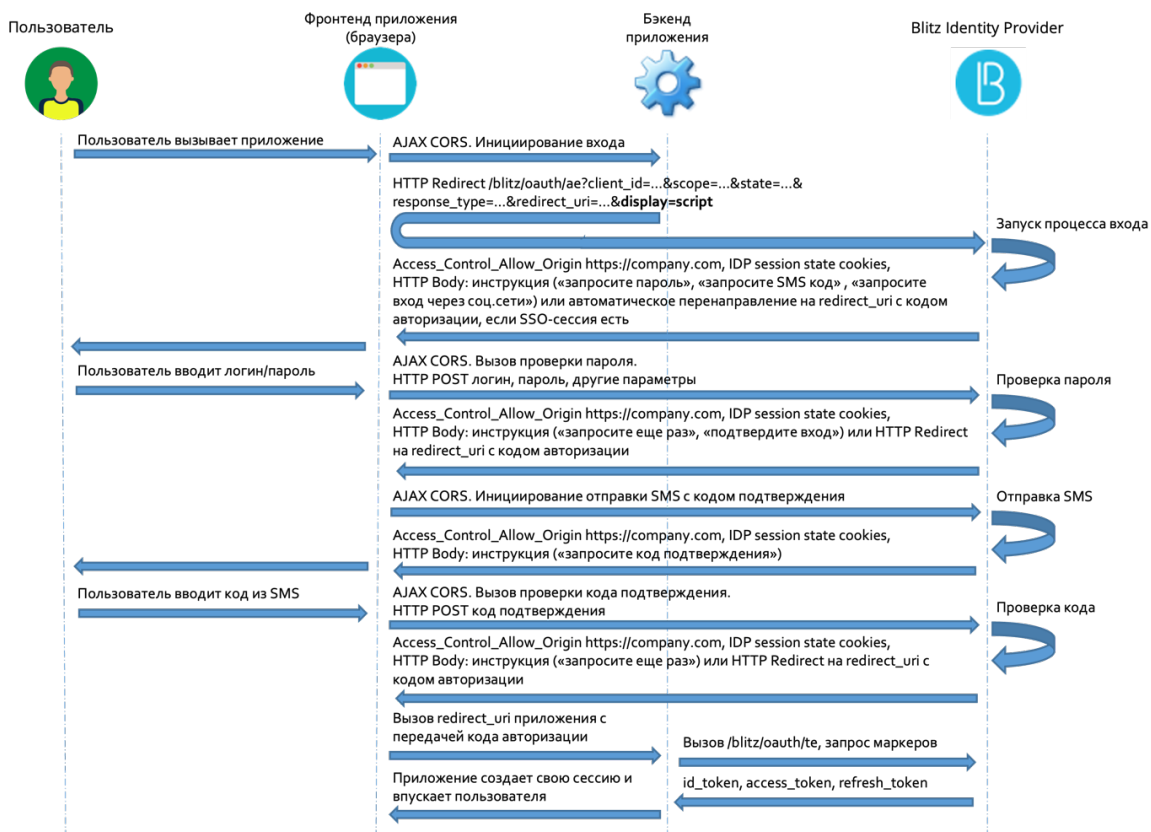 Пользователь
Фронтенд приложения
(браузера)
Бэкенд
приложения
Blitz Identity Provider
Пользователь вызывает приложение
AJAX CORS. Инициирование входа
HTTP Redirect /blitz/oauth/ae?client_id=...&scope=...&state=...&
response_type=...&redirect_uri=...&display=script
Запуск процесса входа
Access_Control_Allow_Origin https://company.com, IDP session state cookies,
HTTP Body: инструкция («запросите пароль», «запросите SMS код» , «запросите
вход через соц.сети») или автоматическое перенаправление на redirect_uri с кодом
авторизации, если SSO-сессия есть
Пользователь вводит логин/пароль
AJAX CORS. Вызов проверки пароля.
HTTP POST логин, пароль, другие параметры
Проверка пароля
Access_Control_Allow_Origin https://company.com, IDP session state cookies,
HTTP Body: инструкция («запросите еще раз», «подтвердите вход») или HTTP Redirect
на redirect_uri с кодом авторизации
AJAX CORS. Инициирование отправки SMS с кодом подтверждения
Отправка SMS
Access_Control_Allow_Origin https://company.com, IDP session state cookies,
HTTP Body: инструкция («запросите код подтверждения»)
Пользователь вводит код из SMS
AJAX CORS. Вызов проверки кода подтверждения.
HTTP POST код подтверждения
Проверка кода
Access_Control_Allow_Origin https://company.com, IDP session state cookies,
HTTP Body: инструкция («запросите еще раз») или HTTP Redirect на redirect_uri с
кодом авторизации
Вызов redirect_uri приложения с
передачей кода авторизации
Вызов /blitz/oauth/te, запрос маркеров
Приложение создает свою сессию и
впускает пользователя
id_token, access_token, refresh_token